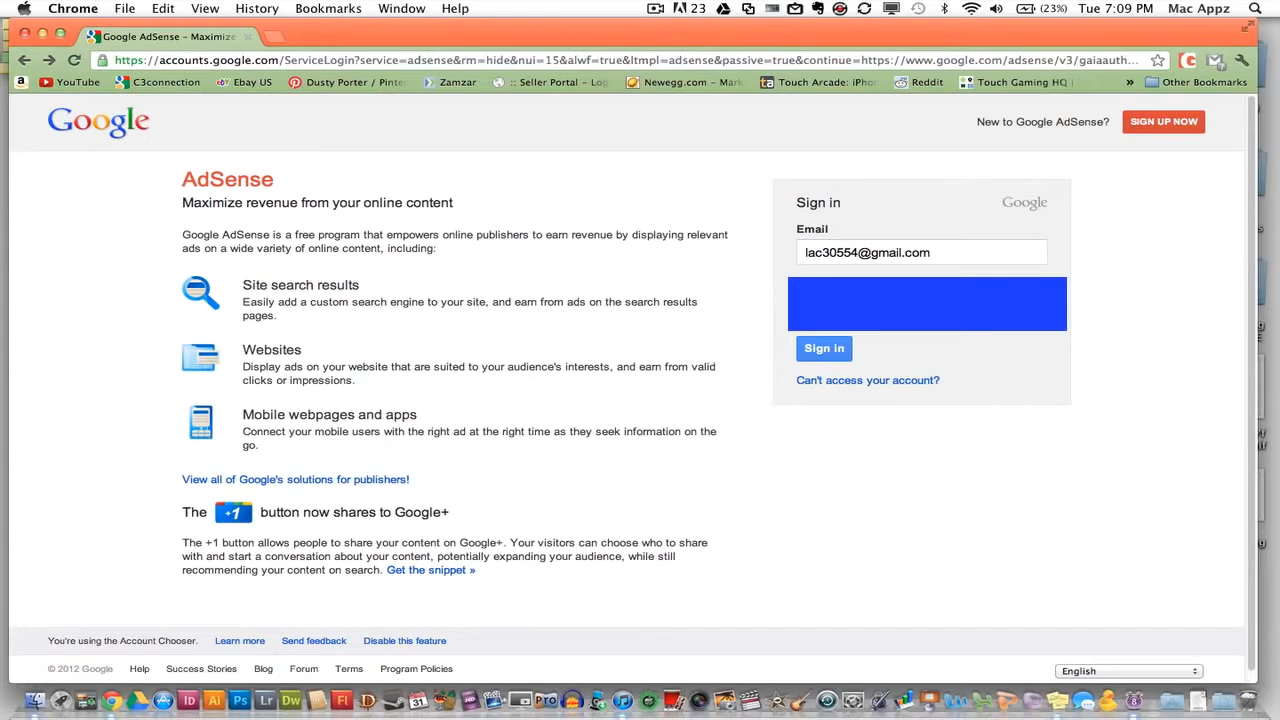 Chrome File Edit View History Bookmarks Window Help 23 (23%) Tue 7:09 PM Mac Appz
Google AdSense – Maximize
https://accounts.google.com/ServiceLogin?service=adsense&rm=hide&nui=15&alwf=true&ltmpl=adsense&passive=true&continue=https://www.google.com/adsense/v3/gaiaauth...
YouTube C3connection Ebay US Dusty Porter / Pinte Zamzar :: Seller Portal - Log Newegg.com - Mark Touch Arcade: iPhon Reddit Touch Gaming HQ | » Other Bookmarks
Google
New to Google AdSense? SIGN UP NOW
AdSense
Maximize revenue from your online content
Google AdSense is a free program that empowers online publishers to earn revenue by displaying relevant
ads on a wide variety of online content, including:
Site search results
Easily add a custom search engine to your site, and earn from ads on the search results
pages.
Websites
Display ads on your website that are suited to your audience's interests, and earn from valid
clicks or impressions.
Mobile webpages and apps
Connect your mobile users with the right ad at the right time as they seek information on the
go.
View all of Google's solutions for publishers!
The +1 button now shares to Google+
The +1 button allows people to share your content on Google+. Your visitors can choose who to share
with and start a conversation about your content, potentially expanding your audience, while still
recommending your content on search. Get the snippet »
Sign in Google
Email
lac30554@gmail.com
Sign in
Can't access your account?
You're using the Account Chooser. Learn more Send feedback Disable this feature
© 2012 Google Help Success Stories Blog Forum Terms Program Policies
English
Id Ai Ps Lr Dw Fl D 31 HD PRO